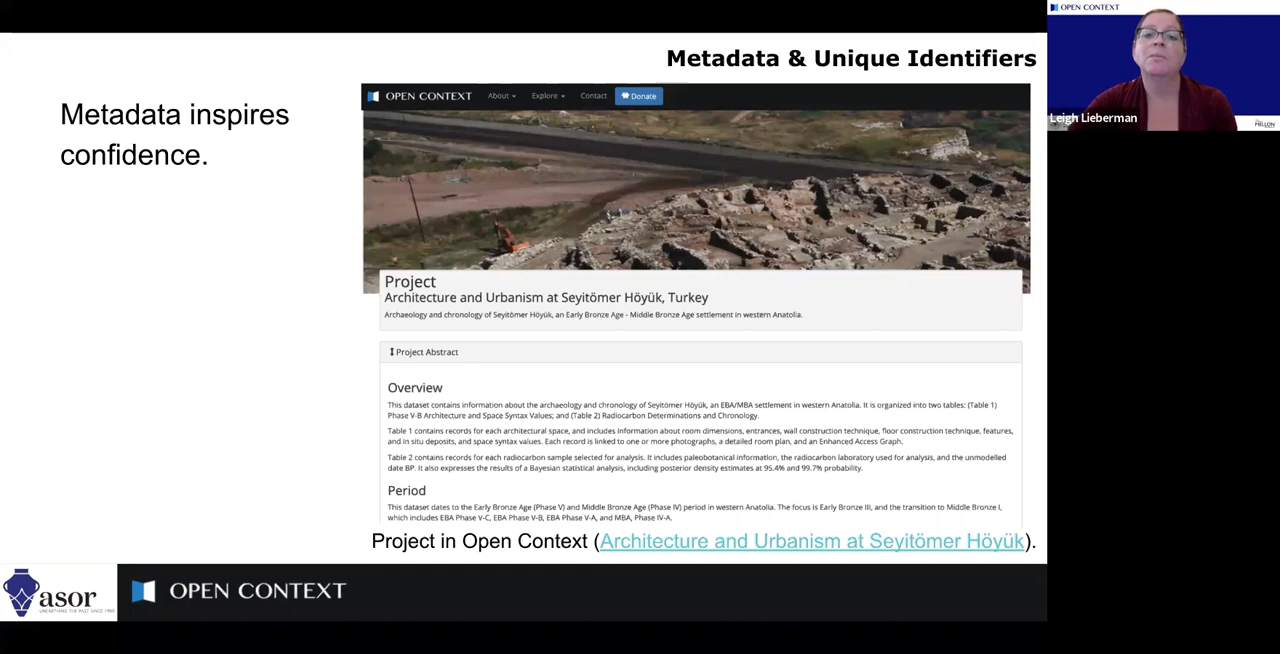 Metadata & Unique Identifiers
Metadata inspires
confidence.
OPEN CONTEXT
About
Explore
Contact
Donate
Project
Architecture and Urbanism at Seyitömer Höyük, Turkey
Archaeology and chronology of Seyitömer Höyük, an Early Bronze Age - Middle Bronze Age settlement in western Anatolia.
Project Abstract
Overview
This dataset contains information about the archaeology and chronology of Seyitömer Höyük, an EBA/MBA settlement in western Anatolia. It is organized into two tables: (Table 1)
Phase V-B Architecture and Space Syntax Values; and (Table 2) Radiocarbon Determinations and Chronology.
Table 1 contains records for each architectural space, and includes information about room dimensions, entrances, wall construction technique, floor construction technique, features,
and in situ deposits, and space syntax values. Each record is linked to one or more photographs, a detailed room plan, and an Enhanced Access Graph.
Table 2 contains records for each radiocarbon sample selected for analysis. It includes paleobotanical information, the radiocarbon laboratory used for analysis, and the unmodelled
date BP. It also expresses the results of a Bayesian statistical analysis, including posterior density estimates at 95.4% and 99.7% probability.
Period
This dataset dates to the Early Bronze Age (Phase V) and Middle Bronze Age (Phase IV) period in western Anatolia. The focus is Early Bronze III, and the transition to Middle Bronze I,
which includes EBA Phase V-C, EBA Phase V-B, EBA Phase V-A, and MBA, Phase IV-A.
Project in Open Context (Architecture and Urbanism at Seyitömer Höyük).
asor
UNEARTHING THE PAST SINCE 1900
OPEN CONTEXT
OPEN CONTEXT
Leigh Lieberman
MELLON